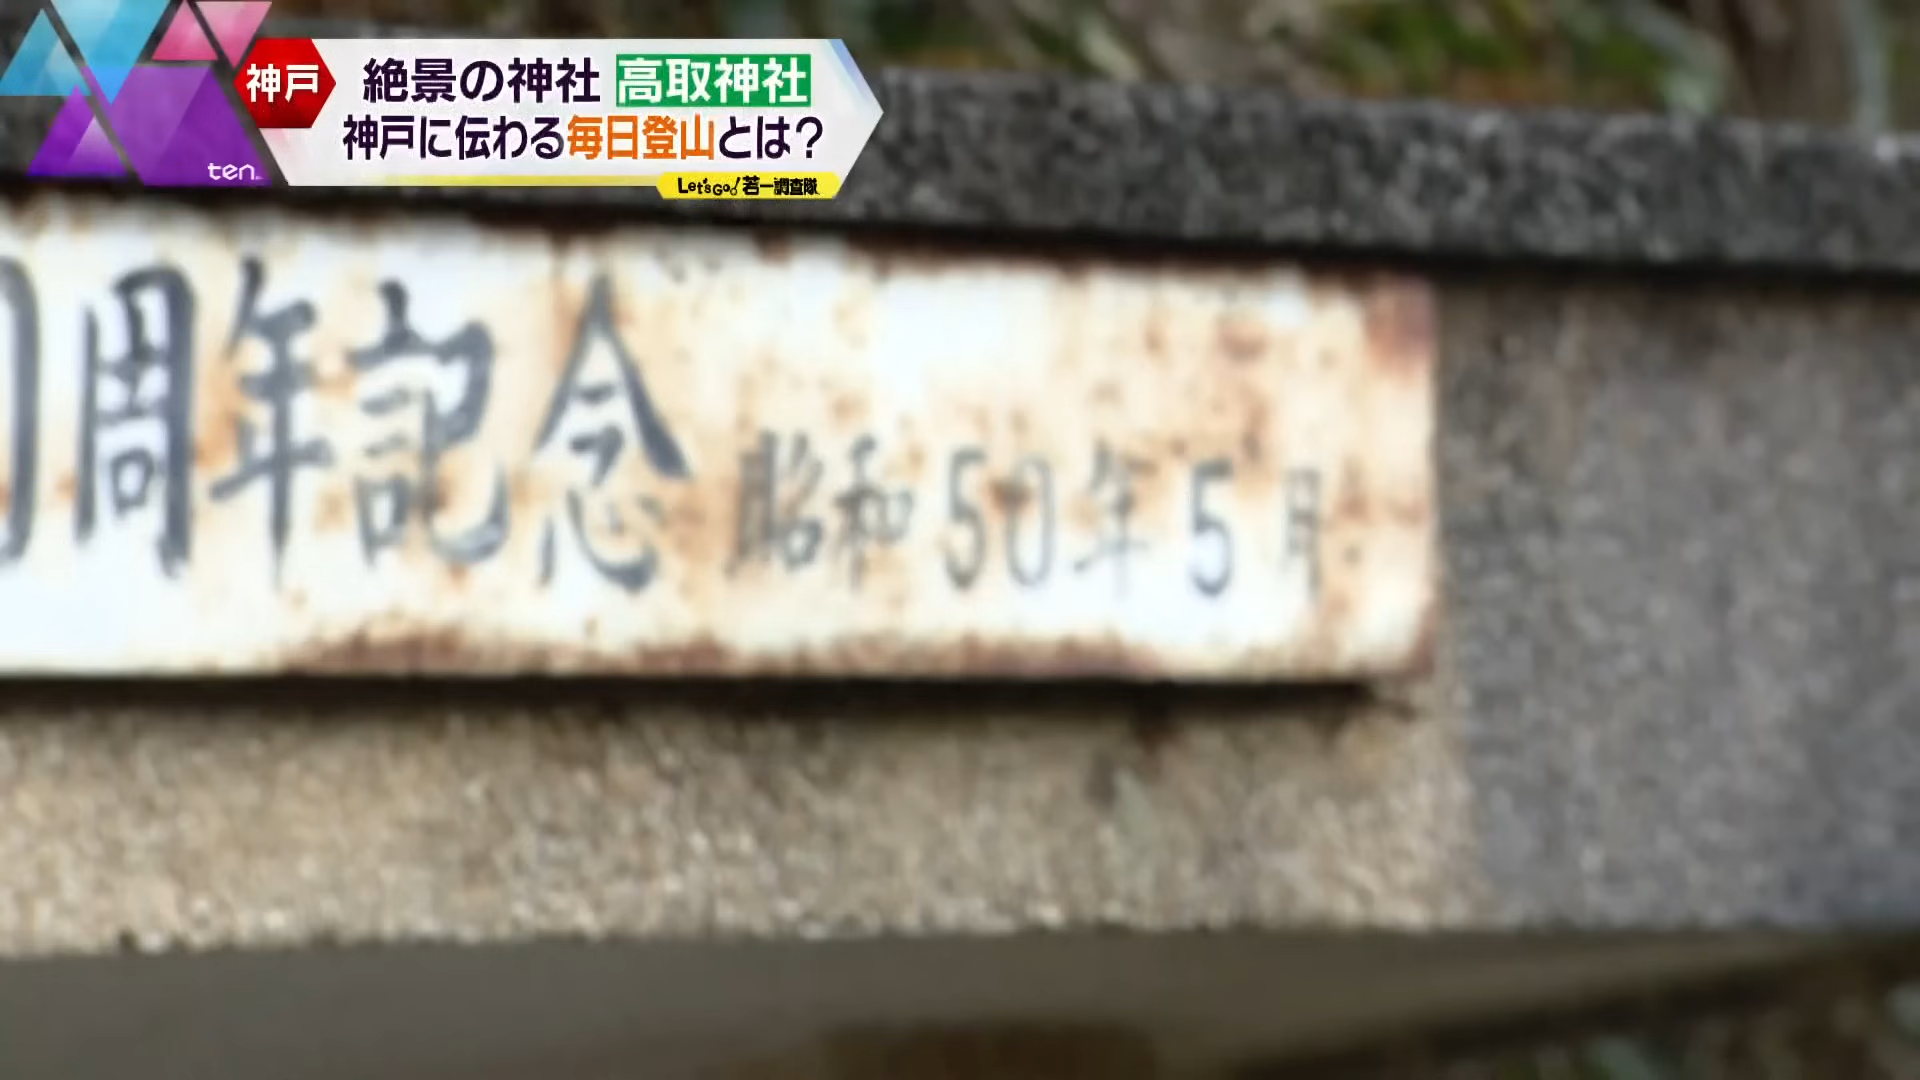 神戸
絶景の神社 高取神社
神戸に伝わる毎日登山とは?
ten.
Let'sGo!若一調査隊
0周年記念 昭和50年5月